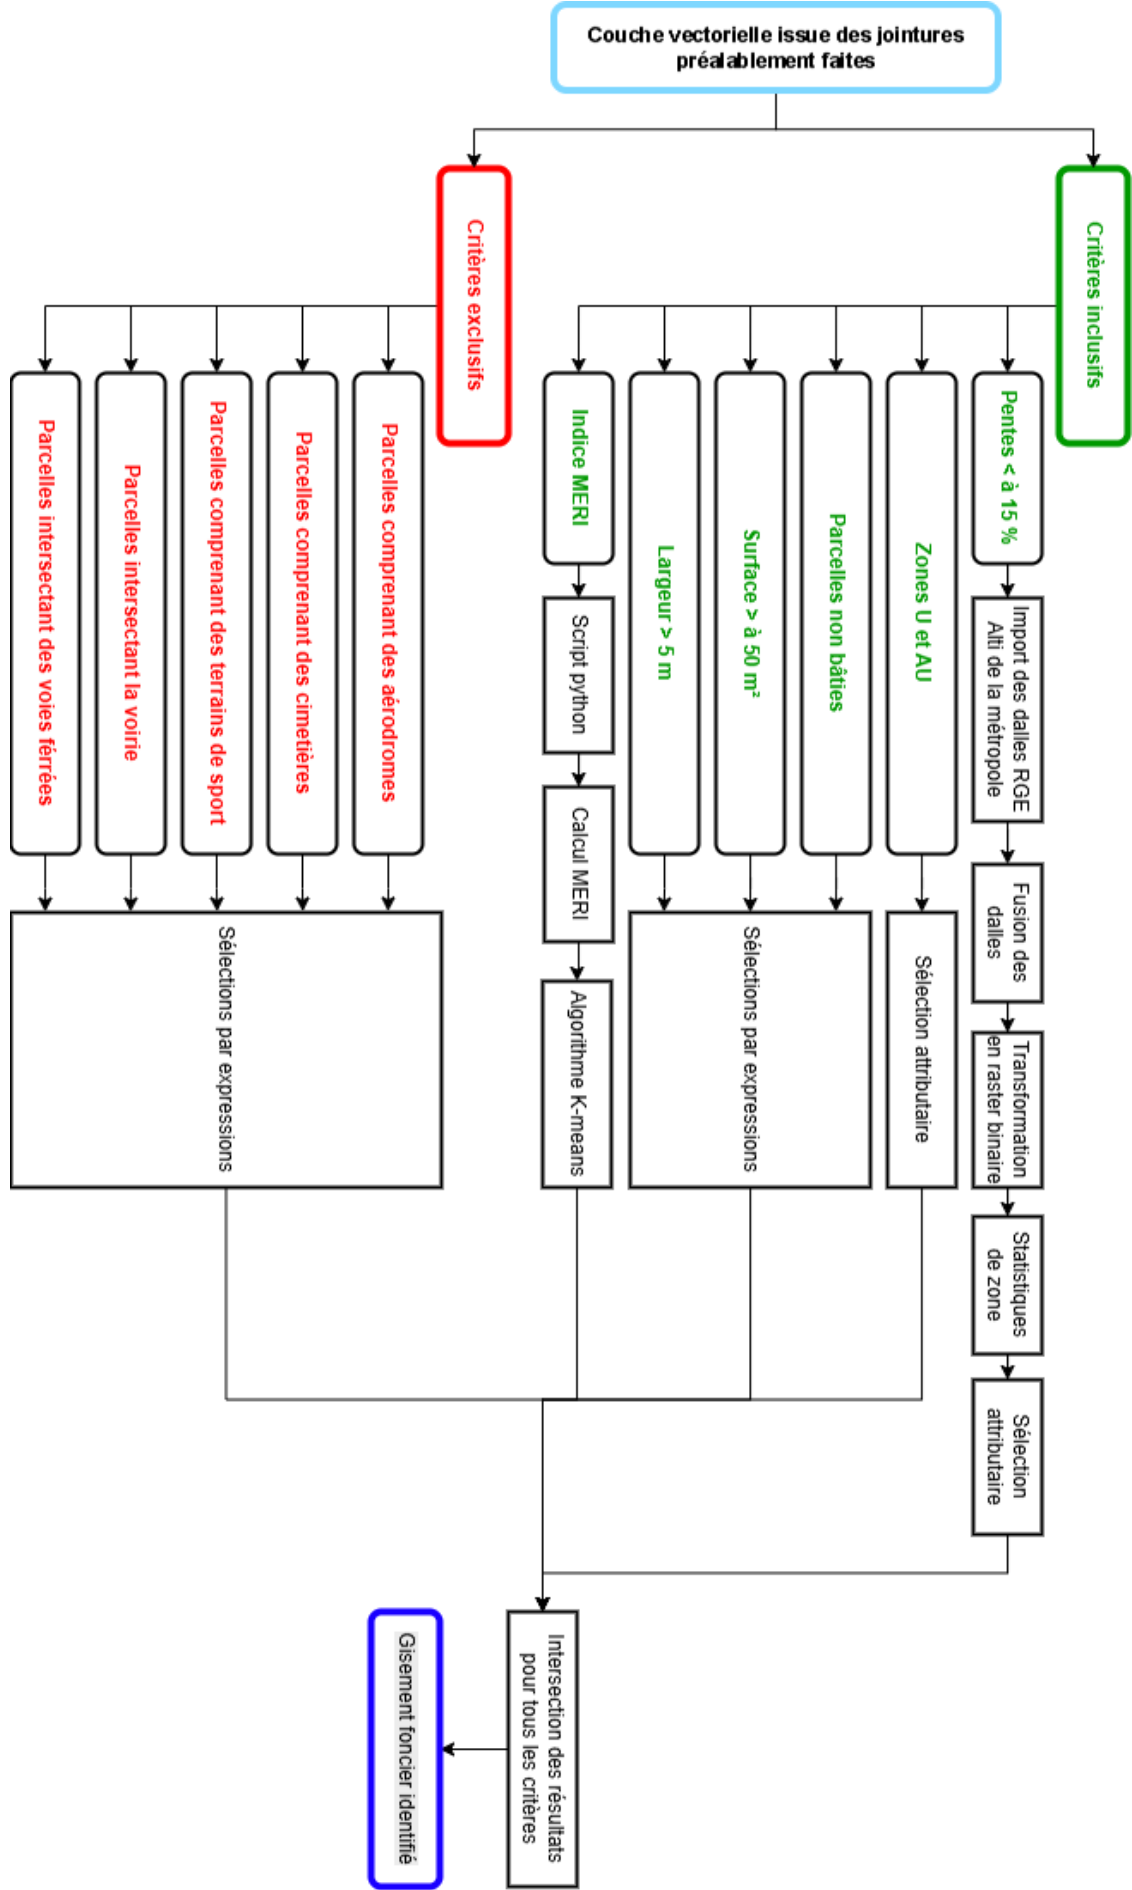 Couche vectorielle issue des jointures
préalablement faites
Critères inclusifs
Pentes < à 15 %
Import des dalles RGE
Alti de la métropole
Fusion des
dalles
Transformation
en raster binaire
Statistiques
de zone
Sélection
attributaire
Zones U et AU
Sélection attributaire
Parcelles non bâties
Surface > à 50 m²
Largeur > 5 m
Sélections par expressions
Indice MERI
Script python
Calcul MERI
Algorithme K-means
Critères exclusifs
Parcelles comprenant des aérodromes
Parcelles comprenant des cimetières
Parcelles comprenant des terrains de sport
Parcelles intersectant la voirie
Parcelles intersectant des voies férrées
Sélections par expressions
Intersection des résultats
pour tous les critères
Gisement foncier identifié